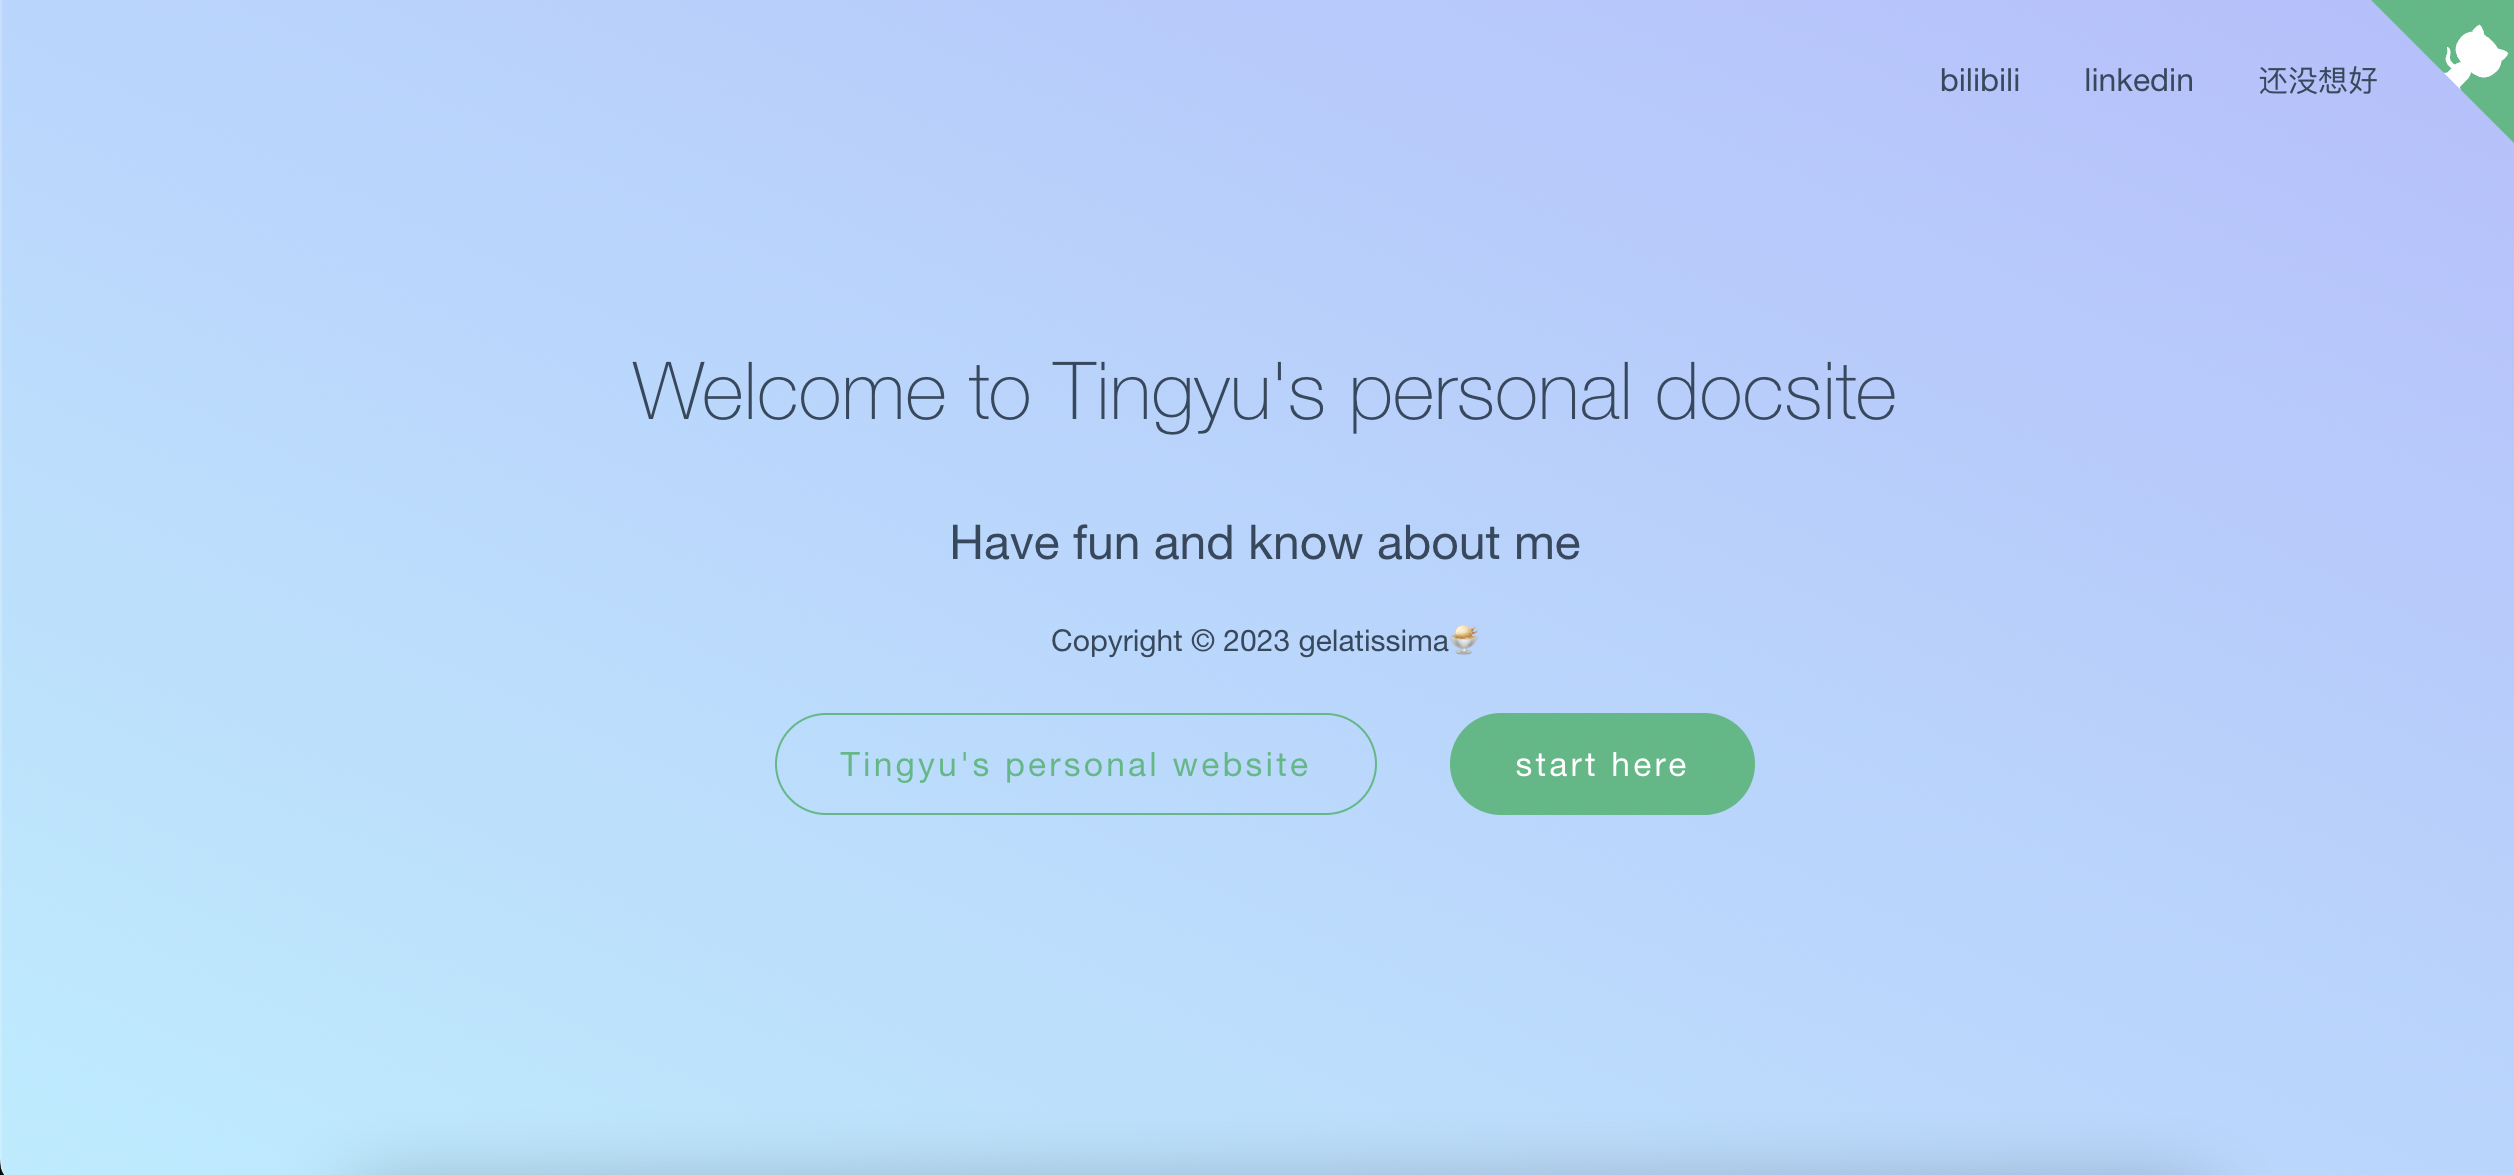 bilibili linkedin 还没想好
Welcome to Tingyu's personal docsite
Have fun and know about me
Copyright © 2023 gelatissima🍨
Tingyu's personal website start here